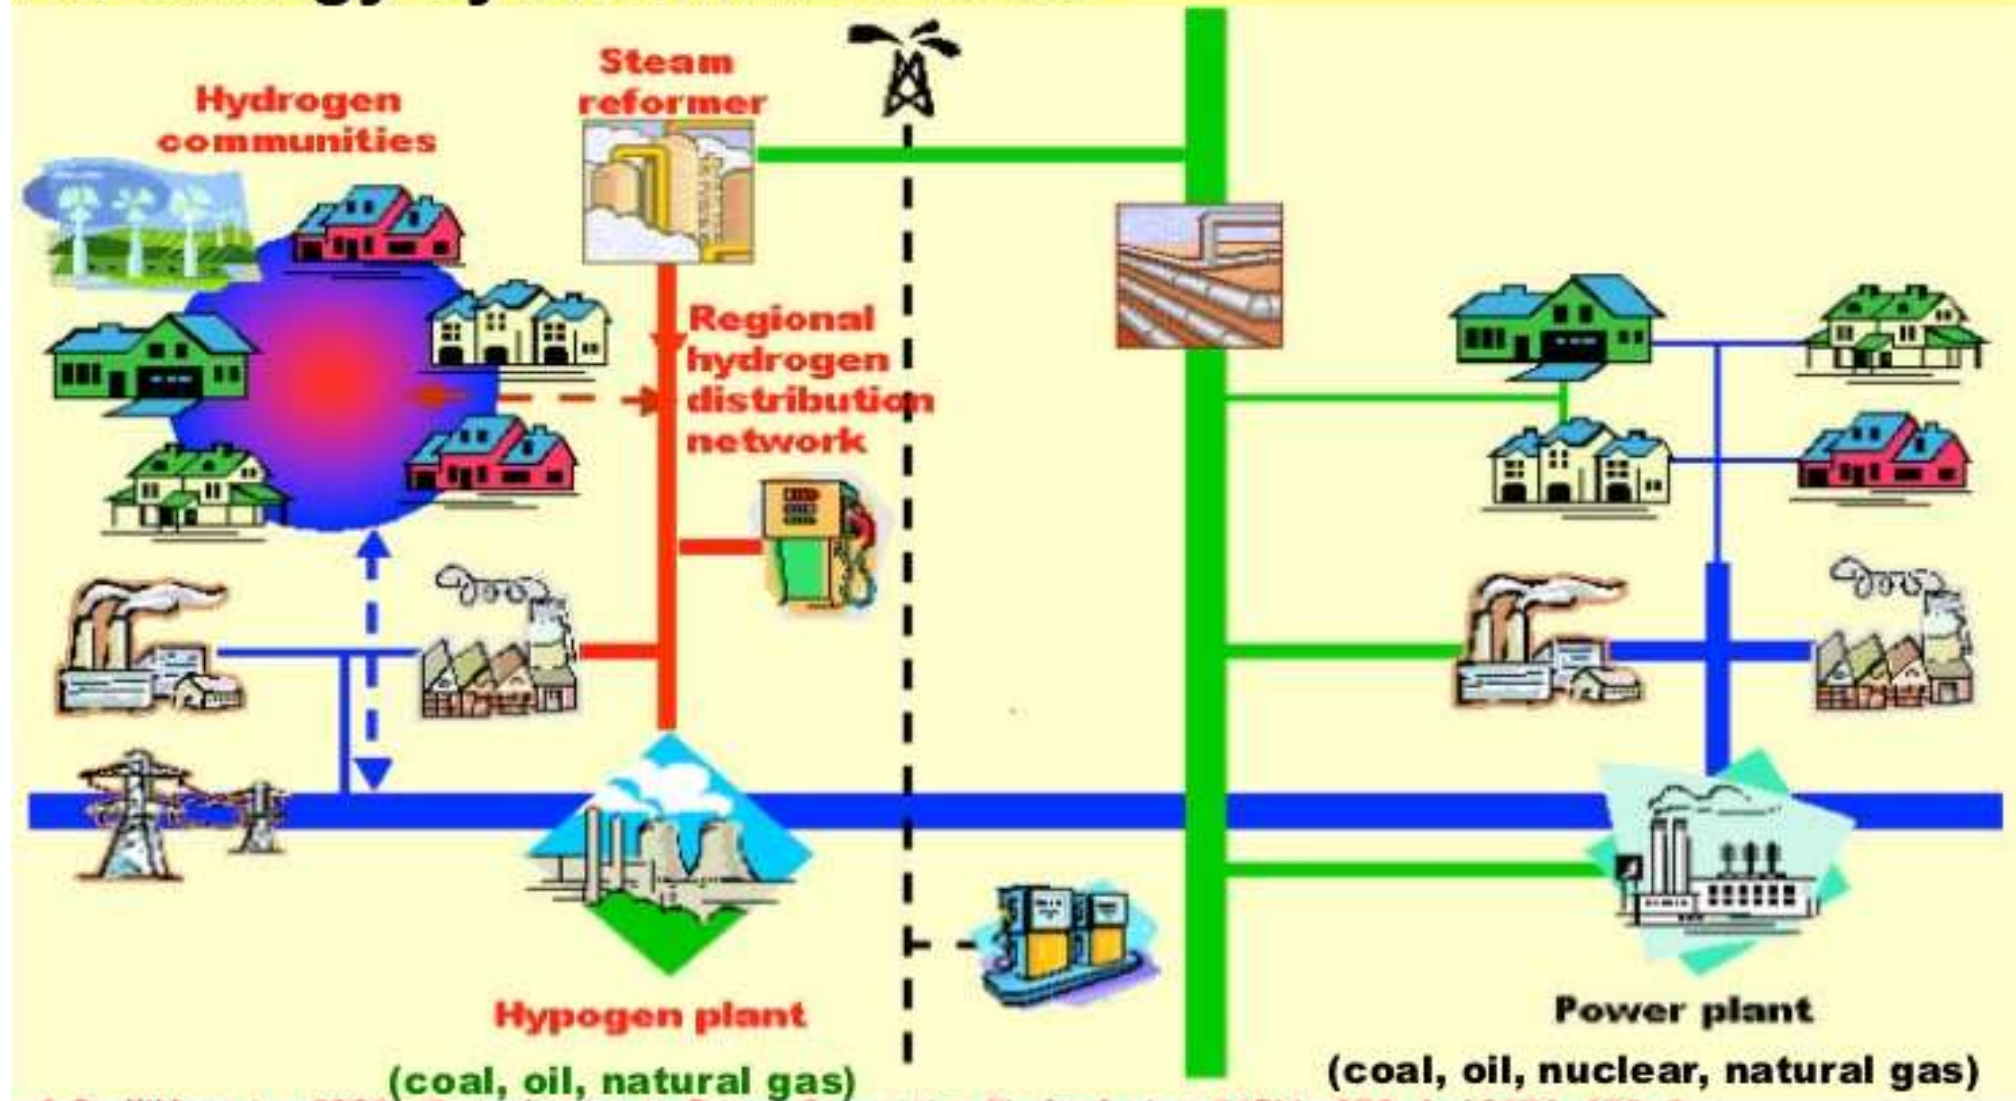 Steam
reformer
Hydrogen
communities
Regional
hydrogen
distribution
network
Hypogen plant
(coal, oil, natural gas)
Power plant
(coal, oil, nuclear, natural gas)